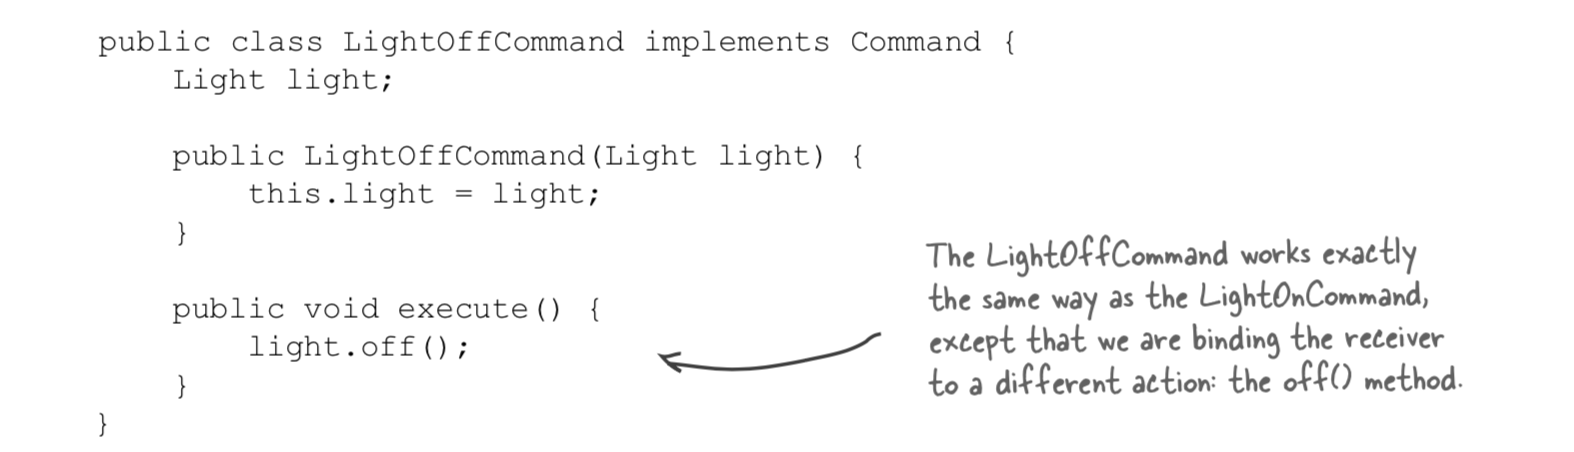 public class LightOffCommand implements Command {
Light light;
public LightOffCommand(Light light) {
this.light = light;
}
public void execute() {
light.off();
}
}
The LightOffCommand works exactly
the same way as the LightOnCommand,
except that we are binding the receiver
to a different action: the off() method.